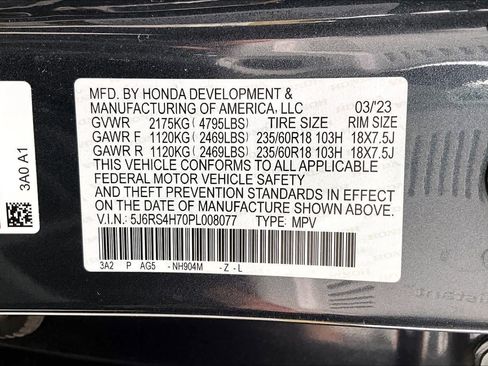 MFD. BY HONDA DEVELOPMENT &
MANUFACTURING OF AMERICA, LLC 03/'23
GVWR 2175KG ( 4795LBS) TIRE SIZE RIM SIZE
GAWR F 1120KG ( 2469LBS) 235/60R18 103H 18X7.5J
GAWR R 1120KG ( 2469LBS) 235/60R18 103H 18X7.5J
THIS VEHICLE CONFORMS TO ALL APPLICABLE
FEDERAL MOTOR VEHICLE SAFETY
AND THEFT PREVENTION STANDARDS IN EFFECT
ON THE DATE OF MANUFACTURE SHOWN ABOVE.
V.I.N.: 5J6RS4H70PL008077 TYPE: MPV
3A2 P AG5 - NH904M - Z - L
3A0 A1